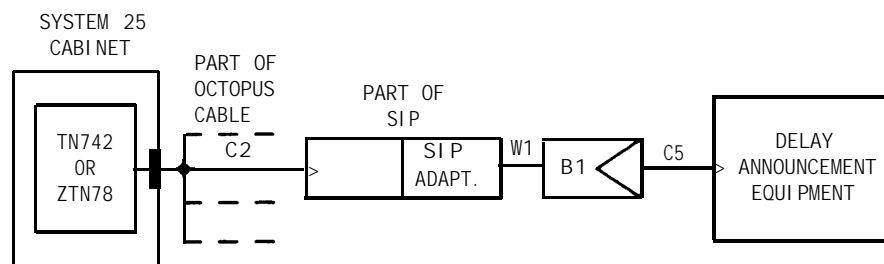 SYSTEM 25
CABINET
PART OF
OCTOPUS
CABLE
PART OF
SIP
TN742
OR
ZTN78
C2
SIP
ADAPT.
W1
B1
C5
DELAY
ANNOUNCEMENT
EQUIPMENT